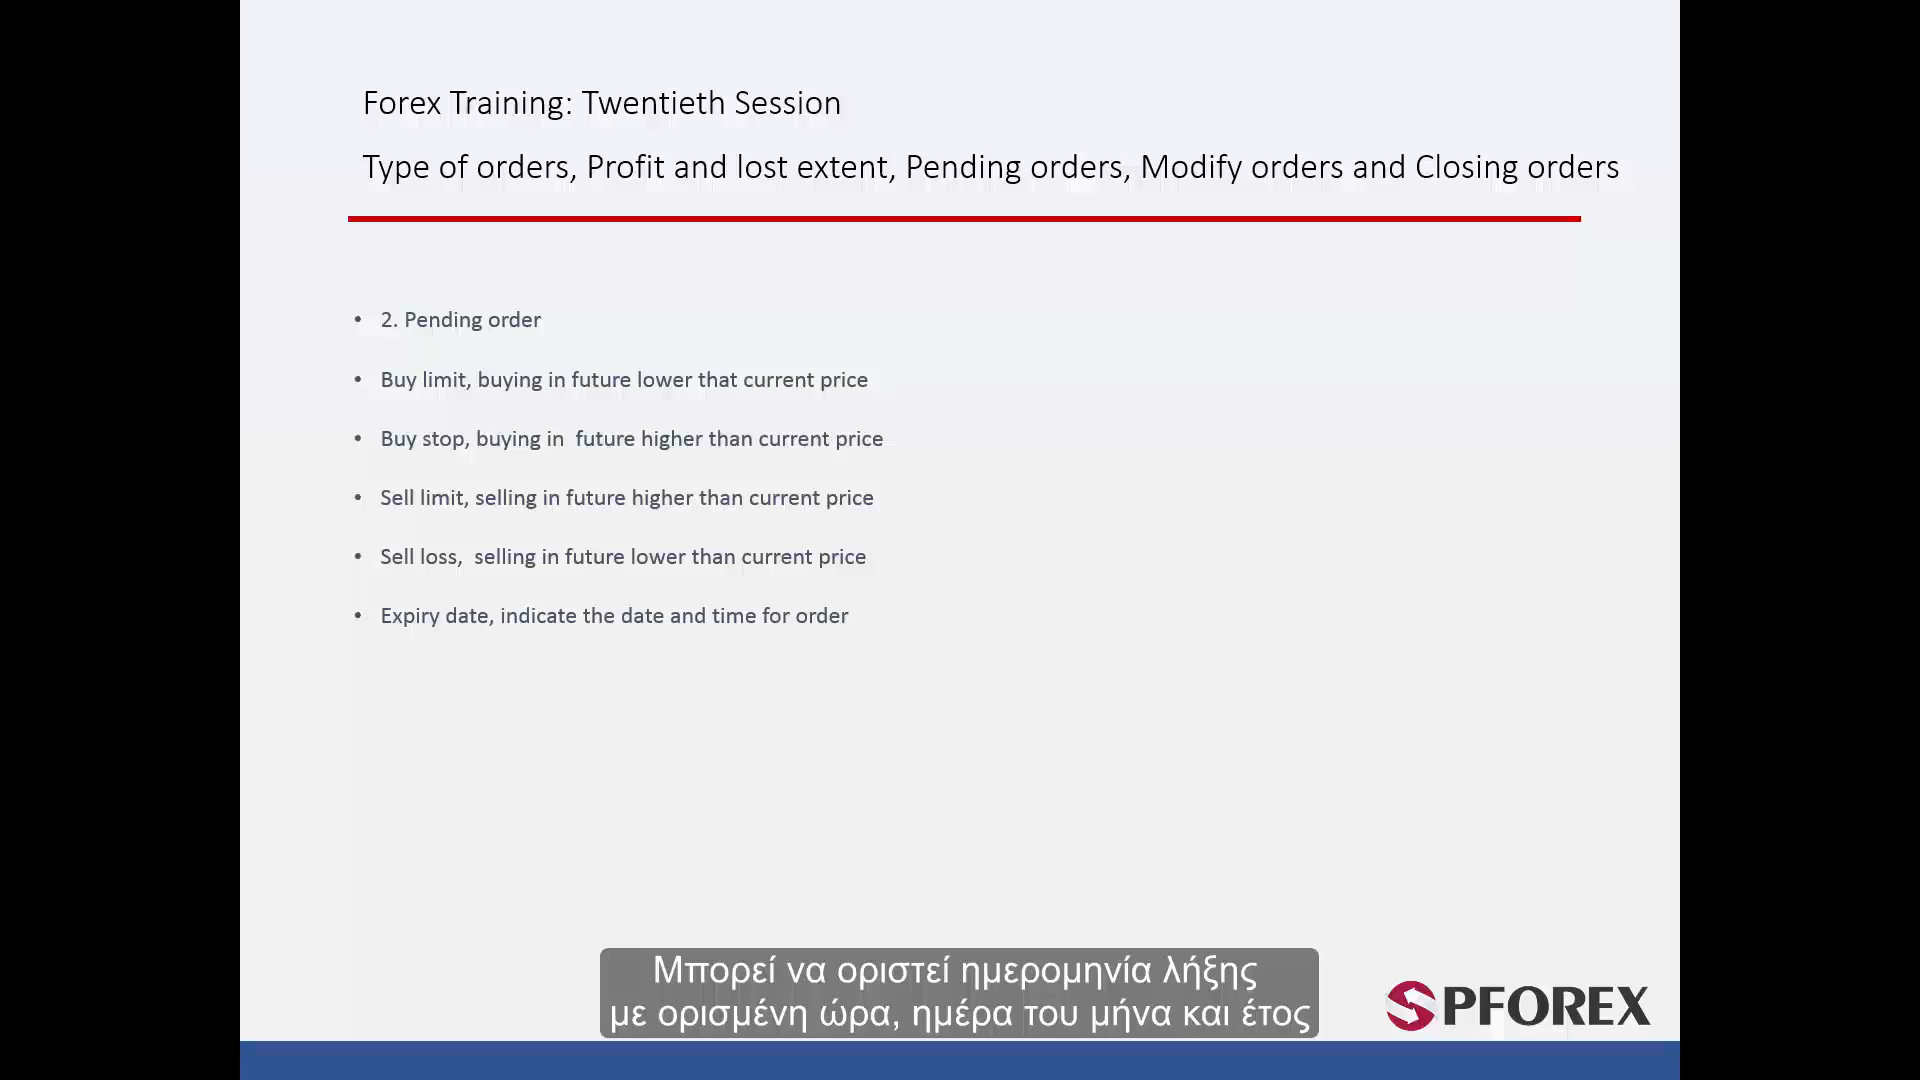 Forex Training: Twentieth Session
Type of orders, Profit and lost extent, Pending orders, Modify orders and Closing orders
• 2. Pending order
• Buy limit, buying in future lower that current price
• Buy stop, buying in  future higher than current price
• Sell limit, selling in future higher than current price
• Sell loss,  selling in future lower than current price
• Expiry date, indicate the date and time for order
Μπορεί να οριστεί ημερομηνία λήξης
με ορισμένη ώρα, ημέρα του μήνα και έτος
SPFOREX